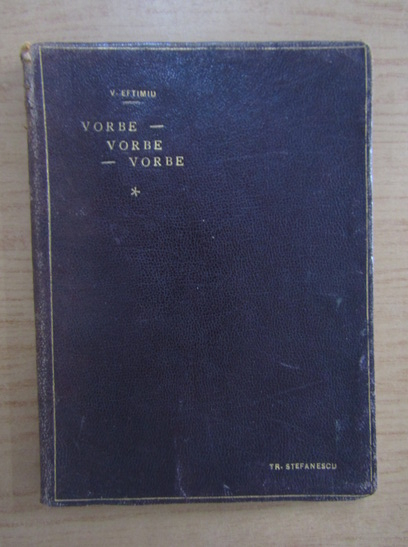 V. EFTIMIU
VORBE —
VORBE
— VORBE
*
TR. STEFANESCU